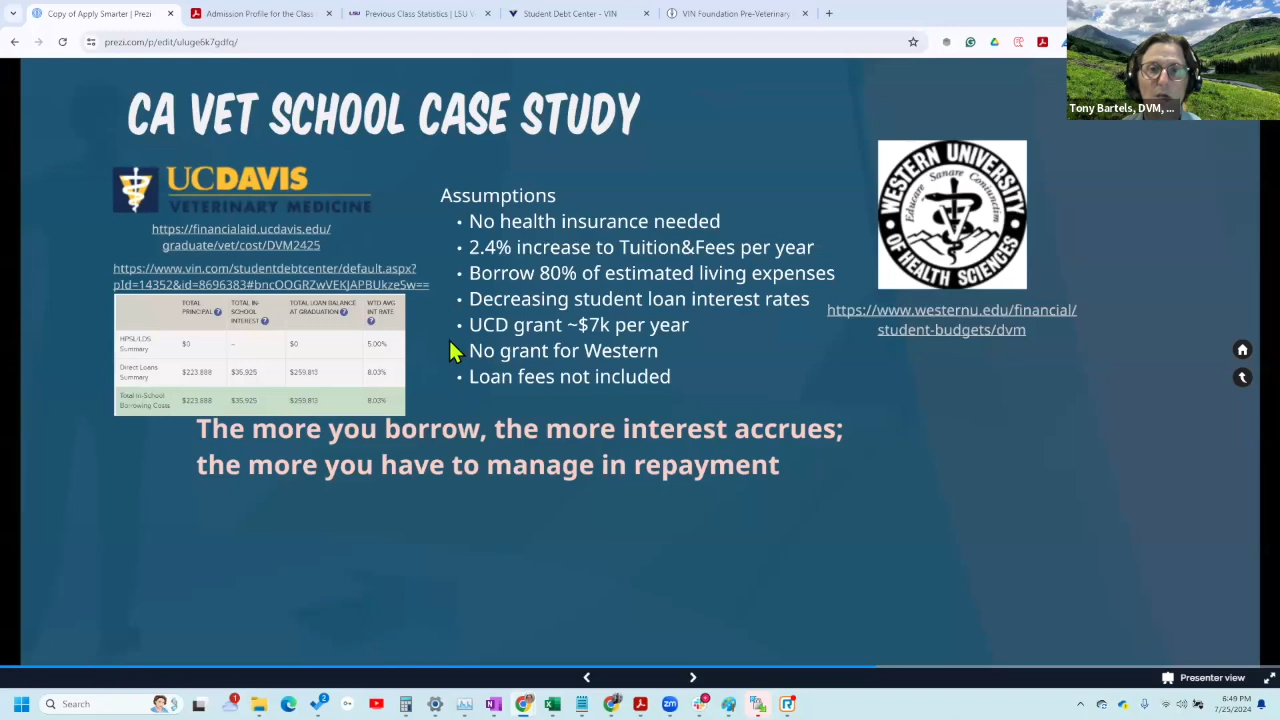 Admission for the Class of
Previous Class Statistics | LSU V
Student Debt Center - VIN
VIN Foundation Pre-Veterinary
prezi.com/p/edit/uluge6k7gdfq/
Tony Bartels, DVM, ...
CA VET SCHOOL CASE STUDY
UCDAVIS
VETERINARY MEDICINE
https://financialaid.ucdavis.edu/
graduate/vet/cost/DVM2425
https://www.vin.com/studentdebtcenter/default.aspx?
pId=14352&id=8696383#bncOQGRZwVEKJAPBUkzeSw==
TOTAL PRINCIPAL TOTAL IN-SCHOOL INTEREST TOTAL LOAN BALANCE AT GRADUATION WTD AVG INT RATE
HPSL/LDS Summary $0 -- $0 5.00%
Direct Loans Summary $223,888 $35,925 $259,813 8.03%
Total In-School Borrowing Costs $223,888 $35,925 $259,813 8.03%
Assumptions
• No health insurance needed
• 2.4% increase to Tuition&Fees per year
• Borrow 80% of estimated living expenses
• Decreasing student loan interest rates
• UCD grant ~$7k per year
• No grant for Western
• Loan fees not included
WESTERN UNIVERSITY
OF HEALTH SCIENCES
Educare Sanare Coniunctim
https://www.westernu.edu/financial/
student-budgets/dvm
The more you borrow, the more interest accrues;
the more you have to manage in repayment
Presenter view
Search
6:49 PM
7/25/2024